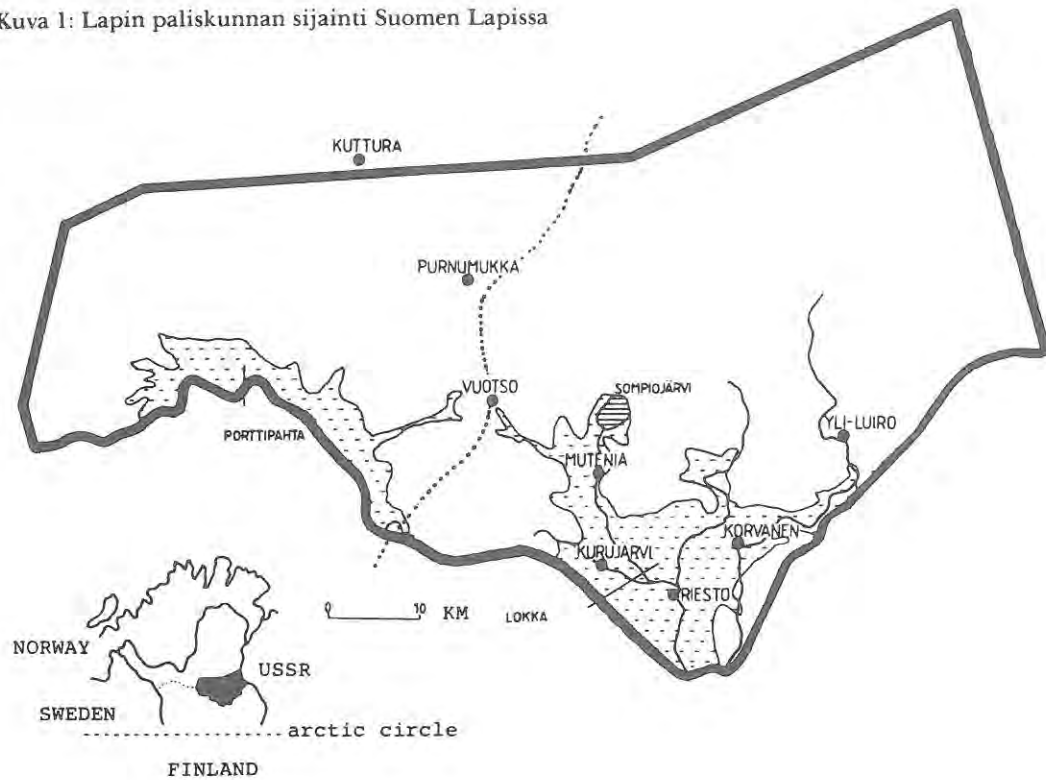 Kuva 1: Lapin paliskunnan sijainti Suomen Lapissa
KUTTURA
PURNUMUKKA
VUOTSO
SOMPIOJÄRVI
PORTTIPAHTA
YLI-LUIRO
MUTENIA
KORVANEN
KURUJÄRVI
RIESTO
0 10 KM
LOKKA
NORWAY
USSR
SWEDEN
arctic circle
FINLAND